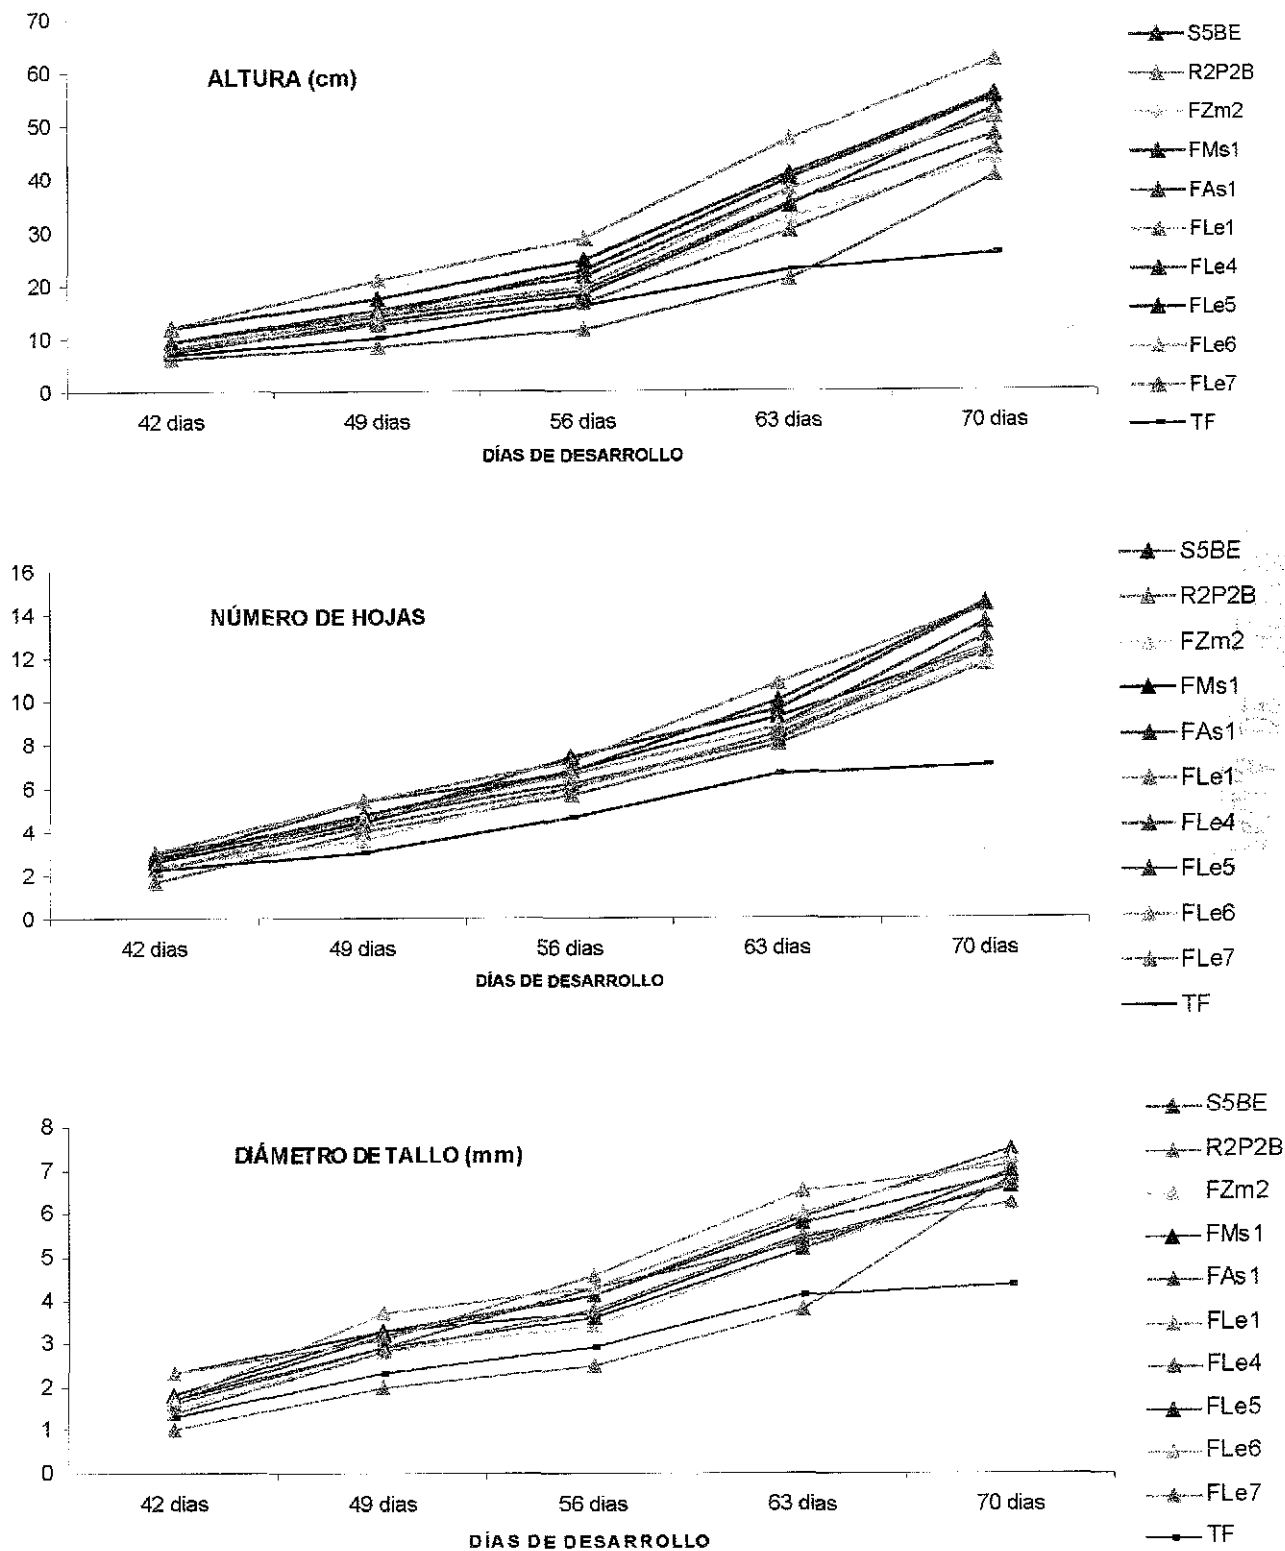 70
60
50
40
30
20
10
0
ALTURA (cm)
42 dias
49 dias
56 dias
63 dias
70 dias
DÍAS DE DESARROLLO
S5BE
R2P2B
FZm2
FMs1
FAs1
FLe1
FLe4
FLe5
FLe6
FLe7
TF
16
14
12
10
8
6
4
2
0
NÚMERO DE HOJAS
42 dias
49 dias
56 dias
63 dias
70 dias
DÍAS DE DESARROLLO
S5BE
R2P2B
FZm2
FMs1
FAs1
FLe1
FLe4
FLe5
FLe6
FLe7
TF
8
7
6
5
4
3
2
1
0
DIÁMETRO DE TALLO (mm)
42 dias
49 dias
56 dias
63 dias
70 dias
DÍAS DE DESARROLLO
S5BE
R2P2B
FZm2
FMs1
FAs1
FLe1
FLe4
FLe5
FLe6
FLe7
TF